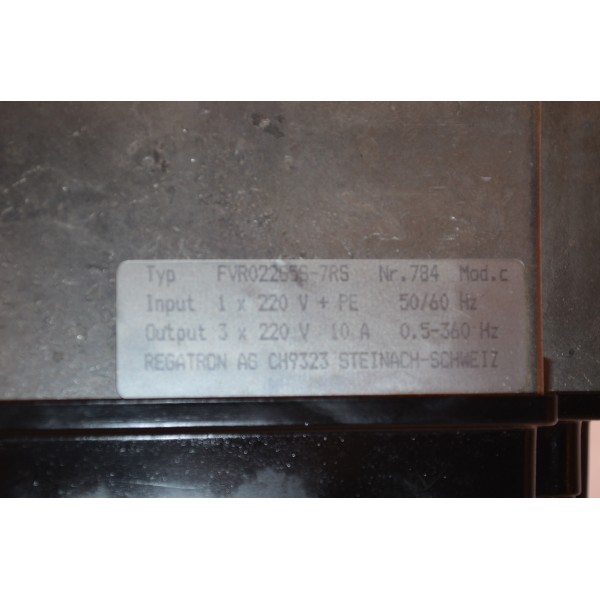 Typ FVR022G5S-7RS Nr.784 Mod.c
Input 1 x 220 V + PE 50/60 Hz
Output 3 x 220 V 10 A 0.5-360 Hz
REGATRON AG CH9323 STEINACH-SCHWEIZ